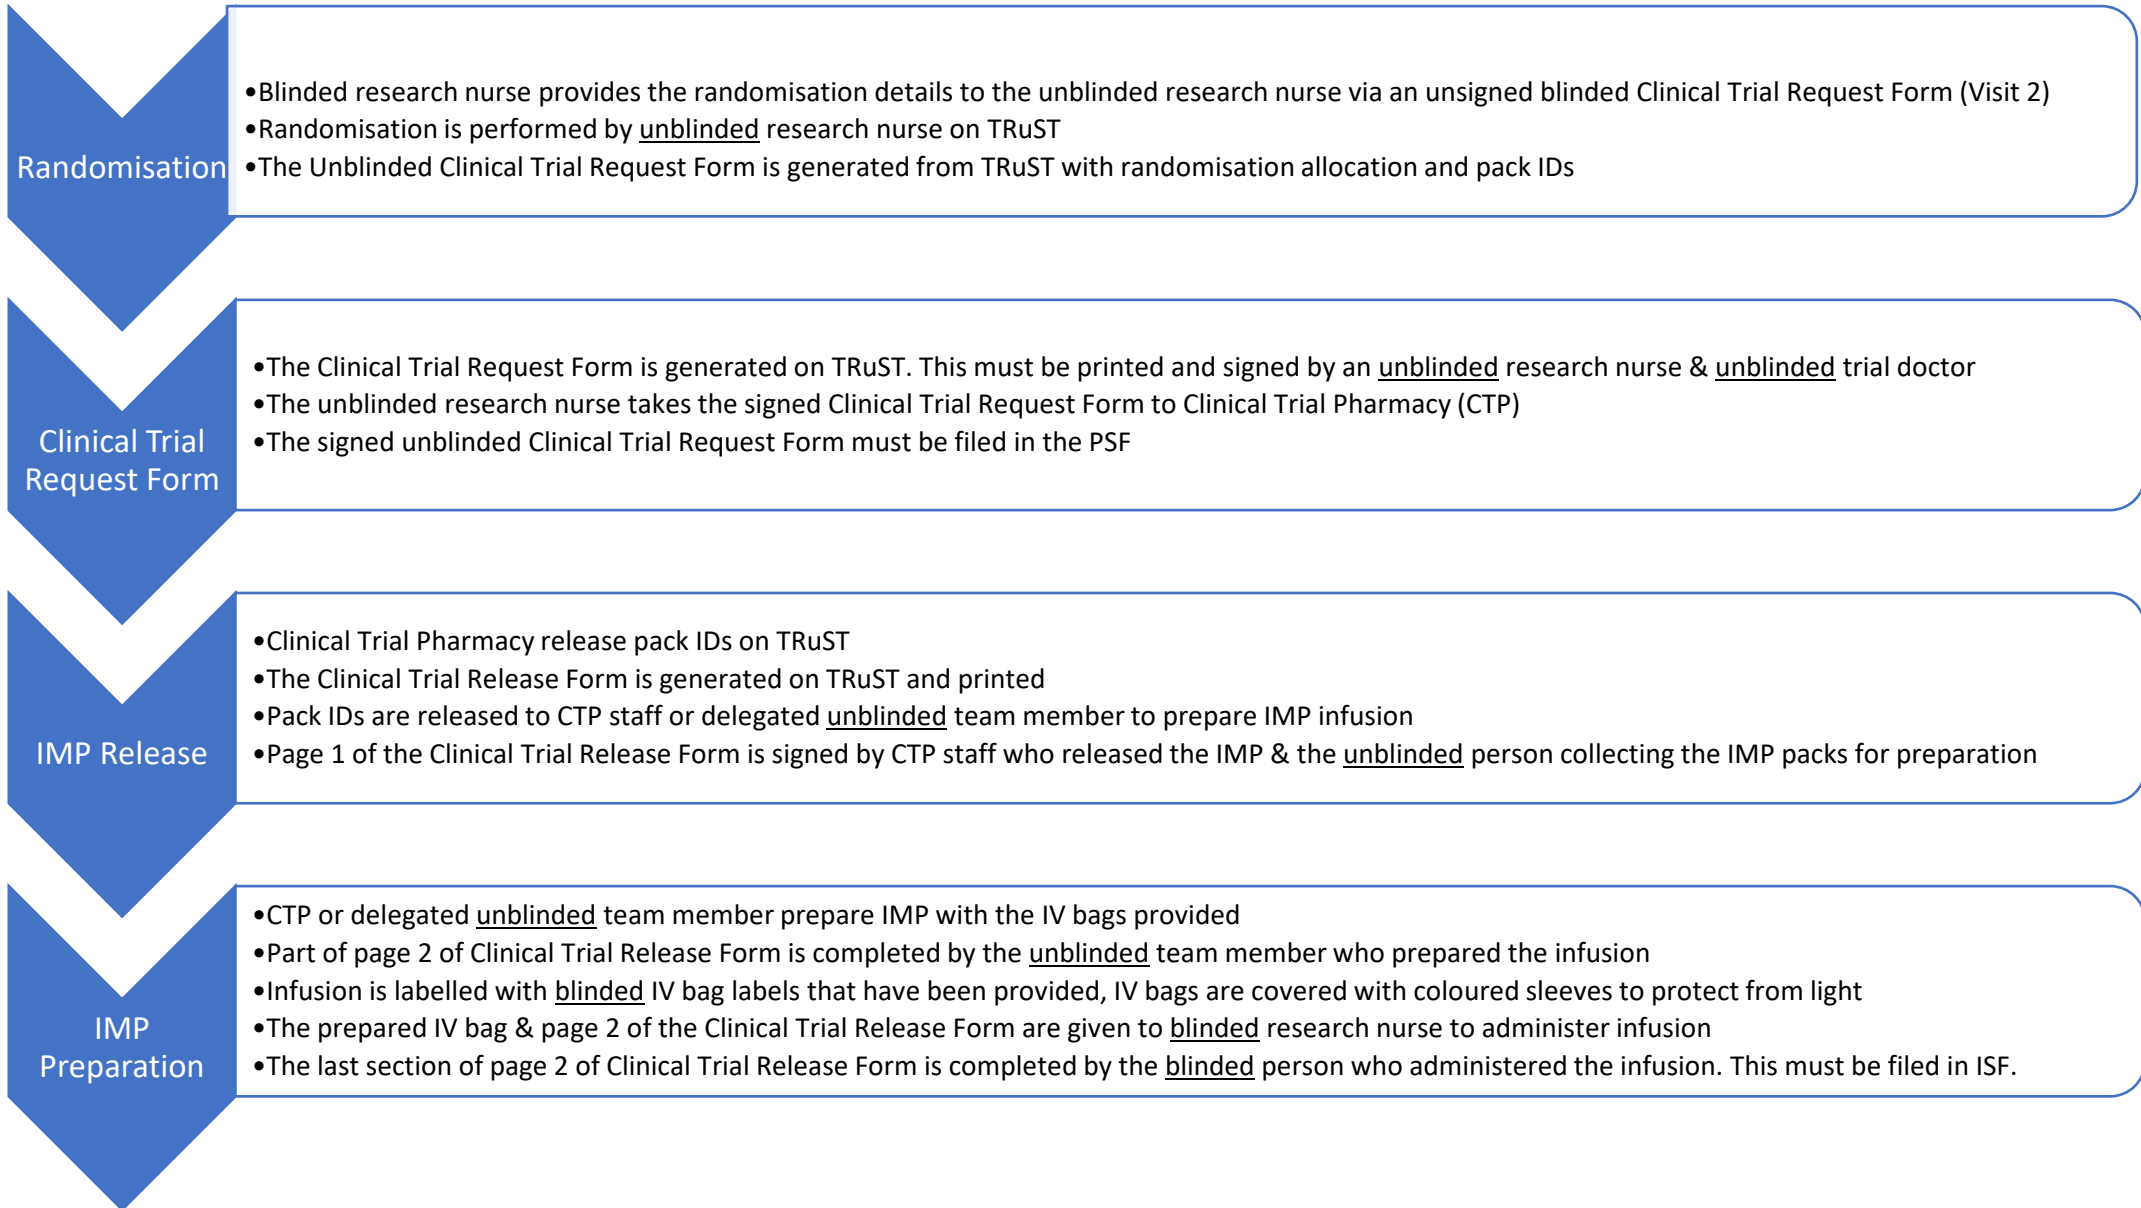 Randomisation
•Blinded research nurse provides the randomisation details to the unblinded research nurse via an unsigned blinded Clinical Trial Request Form (Visit 2)
•Randomisation is performed by unblinded research nurse on TRuST
•The Unblinded Clinical Trial Request Form is generated from TRuST with randomisation allocation and pack IDs
Clinical Trial
Request Form
•The Clinical Trial Request Form is generated on TRuST. This must be printed and signed by an unblinded research nurse & unblinded trial doctor
•The unblinded research nurse takes the signed Clinical Trial Request Form to Clinical Trial Pharmacy (CTP)
•The signed unblinded Clinical Trial Request Form must be filed in the PSF
IMP Release
•Clinical Trial Pharmacy release pack IDs on TRuST
•The Clinical Trial Release Form is generated on TRuST and printed
•Pack IDs are released to CTP staff or delegated unblinded team member to prepare IMP infusion
•Page 1 of the Clinical Trial Release Form is signed by CTP staff who released the IMP & the unblinded person collecting the IMP packs for preparation
IMP
Preparation
•CTP or delegated unblinded team member prepare IMP with the IV bags provided
•Part of page 2 of Clinical Trial Release Form is completed by the unblinded team member who prepared the infusion
•Infusion is labelled with blinded IV bag labels that have been provided, IV bags are covered with coloured sleeves to protect from light
•The prepared IV bag & page 2 of the Clinical Trial Release Form are given to blinded research nurse to administer infusion
•The last section of page 2 of Clinical Trial Release Form is completed by the blinded person who administered the infusion. This must be filed in ISF.